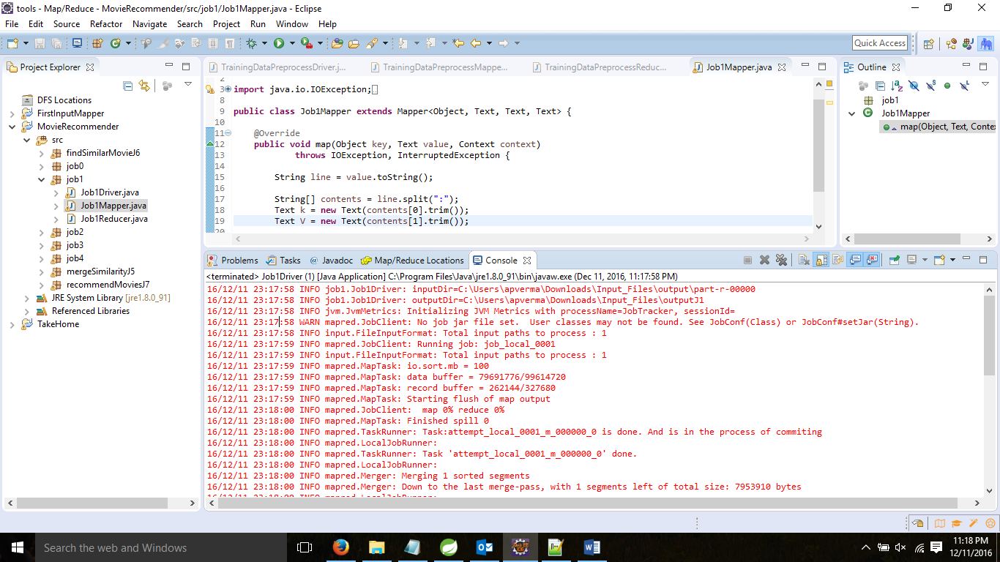 tools - Map/Reduce - MovieRecommender/src/job1/Job1Mapper.java - Eclipse
File Edit Source Refactor Navigate Search Project Run Window Help
Quick Access
Project Explorer
DFS Locations
FirstInputMapper
MovieRecommender
src
findSimilarMovieJ6
job0
job1
Job1Driver.java
Job1Mapper.java
Job1Reducer.java
job2
job3
job4
mergeSimilarityJ5
recommendMoviesJ7
JRE System Library [jre1.8.0_91]
Referenced Libraries
TakeHome
TrainingDataPreprocessDriver.j... TrainingDataPreprocessMappe... TrainingDataPreprocessReduc... Job1Mapper.java
2
3 import java.io.IOException;
8
9 public class Job1Mapper extends Mapper<Object, Text, Text, Text> {
10
11 @Override
12 public void map(Object key, Text value, Context context)
13 throws IOException, InterruptedException {
14
15 String line = value.toString();
16
17 String[] contents = line.split(":");
18 Text k = new Text(contents[0].trim());
19 Text V = new Text(contents[1].trim());
20
Outline
job1
Job1Mapper
map(Object, Text, Conte
Problems @ Tasks Javadoc Map/Reduce Locations Console
<terminated> Job1Driver (1) [Java Application] C:\Program Files\Java\jre1.8.0_91\bin\javaw.exe (Dec 11, 2016, 11:17:58 PM)
16/12/11 23:17:58 INFO job1.Job1Driver: inputDir=C:\Users\apverma\Downloads\Input_Files\output\part-r-00000
16/12/11 23:17:58 INFO job1.Job1Driver: outputDir=C:\Users\apverma\Downloads\Input_Files\outputJ1
16/12/11 23:17:58 INFO jvm.JvmMetrics: Initializing JVM Metrics with processName=JobTracker, sessionId=
16/12/11 23:17:58 WARN mapred.JobClient: No job jar file set.  User classes may not be found. See JobConf(Class) or JobConf#setJar(String).
16/12/11 23:17:58 INFO input.FileInputFormat: Total input paths to process : 1
16/12/11 23:17:59 INFO mapred.JobClient: Running job: job_local_0001
16/12/11 23:17:59 INFO input.FileInputFormat: Total input paths to process : 1
16/12/11 23:17:59 INFO mapred.MapTask: io.sort.mb = 100
16/12/11 23:17:59 INFO mapred.MapTask: data buffer = 79691776/99614720
16/12/11 23:17:59 INFO mapred.MapTask: record buffer = 262144/327680
16/12/11 23:17:59 INFO mapred.MapTask: Starting flush of map output
16/12/11 23:18:00 INFO mapred.JobClient:  map 0% reduce 0%
16/12/11 23:18:00 INFO mapred.MapTask: Finished spill 0
16/12/11 23:18:00 INFO mapred.TaskRunner: Task:attempt_local_0001_m_000000_0 is done. And is in the process of commiting
16/12/11 23:18:00 INFO mapred.LocalJobRunner:
16/12/11 23:18:00 INFO mapred.TaskRunner: Task 'attempt_local_0001_m_000000_0' done.
16/12/11 23:18:00 INFO mapred.LocalJobRunner:
16/12/11 23:18:00 INFO mapred.Merger: Merging 1 sorted segments
16/12/11 23:18:00 INFO mapred.Merger: Down to the last merge-pass, with 1 segments left of total size: 7953910 bytes
16/12/11 23:18:00 INFO mapred.LocalJobRunner:
Search the web and Windows
11:18 PM
12/11/2016